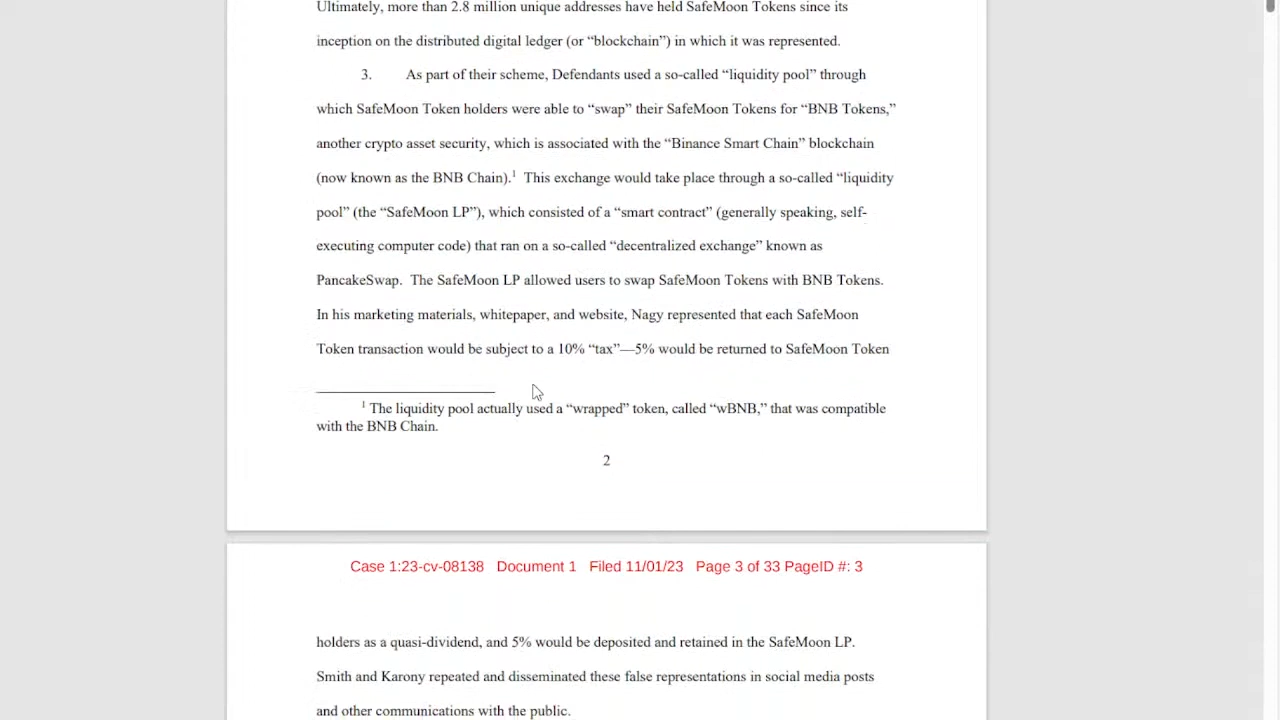 Ultimately, more than 2.8 million unique addresses have held SafeMoon Tokens since its
inception on the distributed digital ledger (or “blockchain”) in which it was represented.
3. As part of their scheme, Defendants used a so-called “liquidity pool” through
which SafeMoon Token holders were able to “swap” their SafeMoon Tokens for “BNB Tokens,”
another crypto asset security, which is associated with the “Binance Smart Chain” blockchain
(now known as the BNB Chain).1 This exchange would take place through a so-called “liquidity
pool” (the “SafeMoon LP”), which consisted of a “smart contract” (generally speaking, self-
executing computer code) that ran on a so-called “decentralized exchange” known as
PancakeSwap. The SafeMoon LP allowed users to swap SafeMoon Tokens with BNB Tokens.
In his marketing materials, whitepaper, and website, Nagy represented that each SafeMoon
Token transaction would be subject to a 10% “tax”—5% would be returned to SafeMoon Token
1 The liquidity pool actually used a “wrapped” token, called “wBNB,” that was compatible
with the BNB Chain.
2
Case 1:23-cv-08138 Document 1 Filed 11/01/23 Page 3 of 33 PageID #: 3
holders as a quasi-dividend, and 5% would be deposited and retained in the SafeMoon LP.
Smith and Karony repeated and disseminated these false representations in social media posts
and other communications with the public.